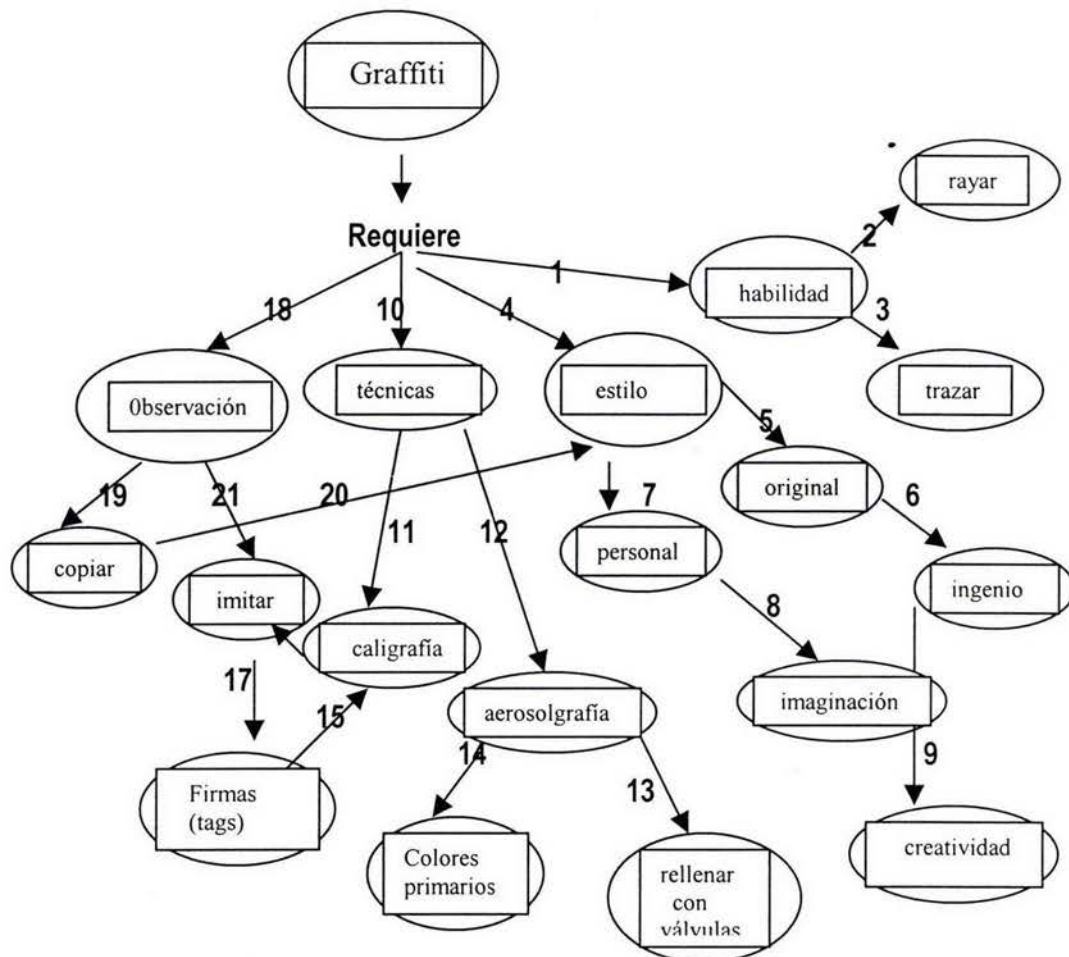 Graffiti
rayar
Requiere
2
1
habilidad
3
18
10
4
técnicas
estilo
trazar
0bservación
5
original
6
19
21
20
7
11
12
personal
copiar
imitar
ingenio
8
caligrafía
17
imaginación
aerosolgrafía
15
14
9
13
Firmas
(tags)
Colores
primarios
creatividad
rellenar
con
válvulas